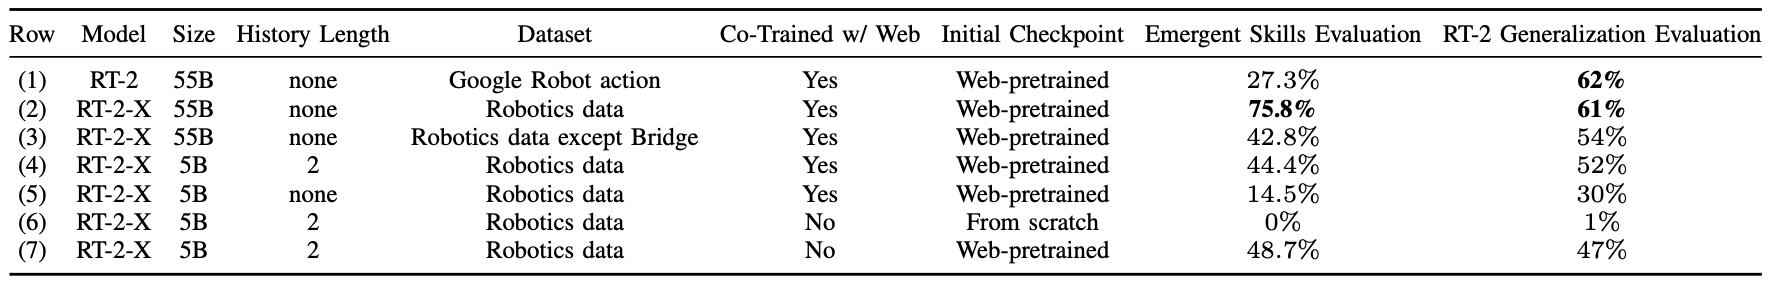 Row Model Size History Length Dataset Co-Trained w/ Web Initial Checkpoint Emergent Skills Evaluation RT-2 Generalization Evaluation
(1) RT-2 55B none Google Robot action Yes Web-pretrained 27.3% 62%
(2) RT-2-X 55B none Robotics data Yes Web-pretrained 75.8% 61%
(3) RT-2-X 55B none Robotics data except Bridge Yes Web-pretrained 42.8% 54%
(4) RT-2-X 5B 2 Robotics data Yes Web-pretrained 44.4% 52%
(5) RT-2-X 5B none Robotics data Yes Web-pretrained 14.5% 30%
(6) RT-2-X 5B 2 Robotics data No From scratch 0% 1%
(7) RT-2-X 5B 2 Robotics data No Web-pretrained 48.7% 47%